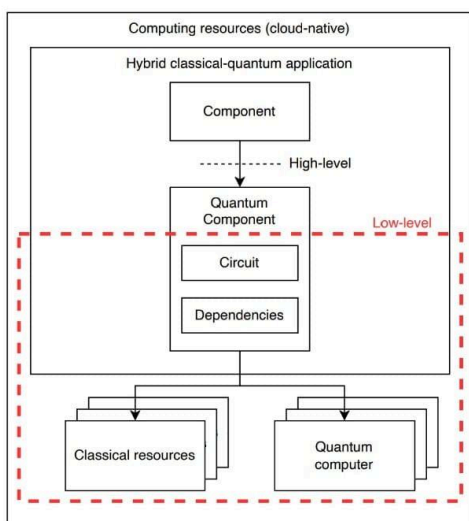 Computing resources (cloud-native)
Hybrid classical-quantum application
Component
High-level
Quantum
Component
Low-level
Circuit
Dependencies
Classical resources
Quantum
computer